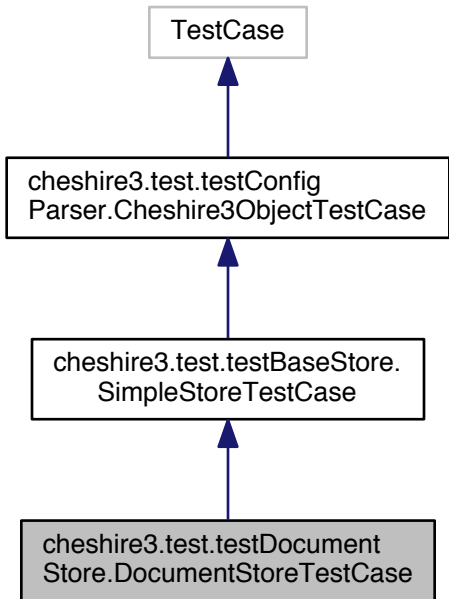 TestCase
cheshire3.test.testConfig
Parser.Cheshire3ObjectTestCase
cheshire3.test.testBaseStore.
SimpleStoreTestCase
cheshire3.test.testDocument
Store.DocumentStoreTestCase